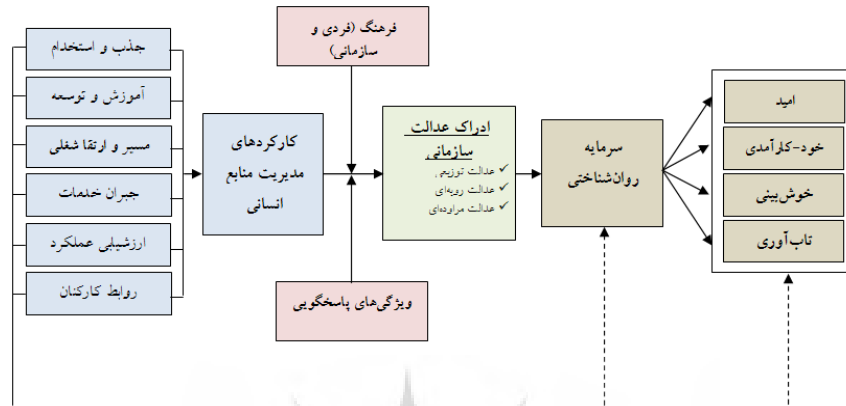 جذب و استخدام
آموزش و توسعه
مسیر و ارتقا شغلی
جبران خدمات
ارزشیابی عملکرد
روابط کارکنان
کارکردهای
مدیریت منابع
انسانی
فرهنگ (فردی و
سازمانی)
ویژگی‌های پاسخگویی
ادراک عدالت
سازمانی
✓ عدالت توزیعی
✓ عدالت رویه‌ای
✓ عدالت مراوده‌ای
سرمایه
روان‌شناختی
امید
خود-کارآمدی
خوش‌بینی
تاب‌آوری